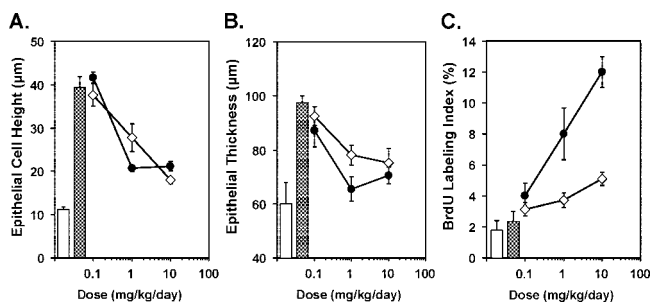 A.
Epithelial Cell Height (µm)
50
40
30
20
10
0
0.1 1 10 100
Dose (mg/kg/day)
B.
Epithelial Thickness (µm)
120
100
80
60
40
0.1 1 10 100
Dose (mg/kg/day)
C.
BrdU Labeling Index (%)
14
12
10
8
6
4
2
0
0.1 1 10 100
Dose (mg/kg/day)